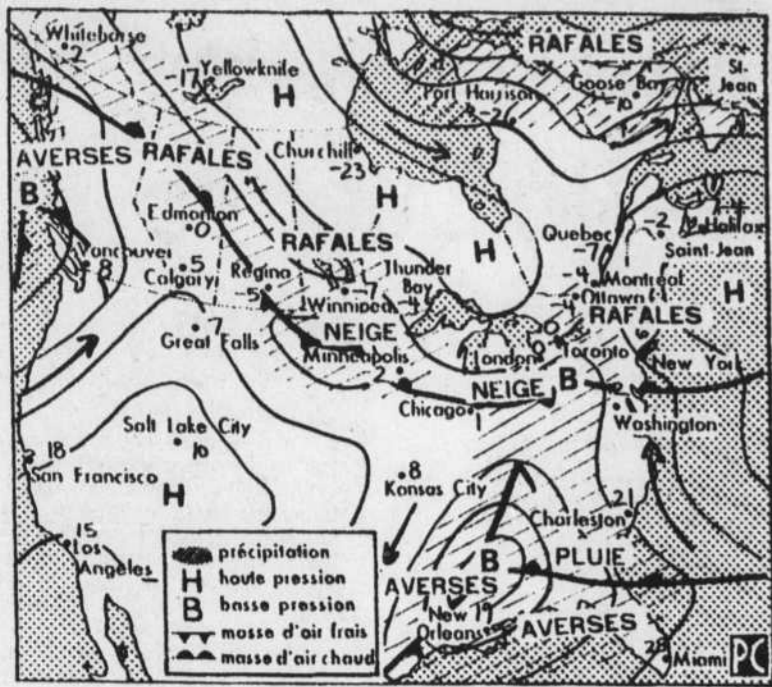 Whitehorse
2
17 Yellowknife
H
RAFALES
Goose Bay
-10
St-
Jean
Port Harrison
AVERSES
RAFALES
Churchill
-23
H
B
Edmonton
0
RAFALES
H
Quebec
-7
-2
Halifax
Saint-Jean
Vancouver
8
Calgary
5
Regina
5
Winnipeg
-7
Thunder
Bay
-4
-4
Montreal
Ottawa
-4
H
RAFALES
Great Falls
7
NEIGE
Minneapolis
2
London
0
0
Toronto
New York
NEIGE
B
Chicago
1
Washington
Salt Lake City
10
18
San Francisco
H
8
Kansas City
21
Charleston
15
Los
Angeles
B
PLUIE
AVERSES
New 19
Orleans
AVERSES
Miami
PC
précipitation
H haute pression
B basse pression
masse d'air frais
masse d'air chaud